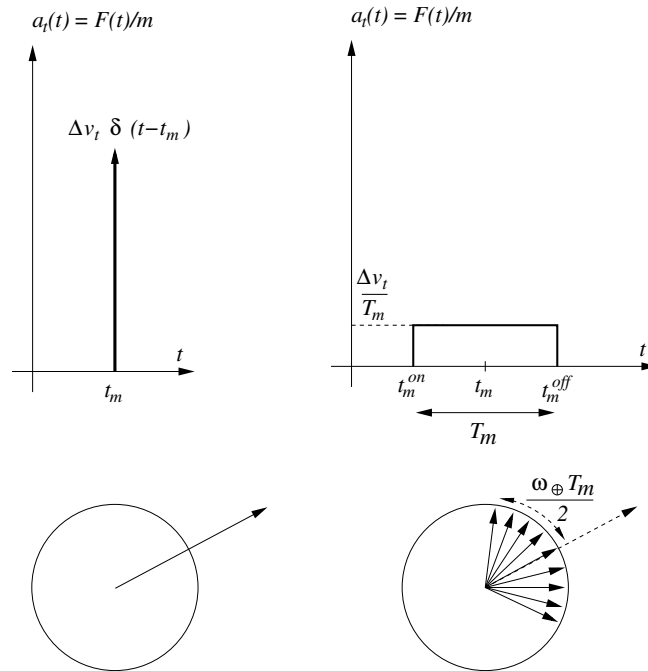 a_t(t) = F(t)/m
a_t(t) = F(t)/m
Δv_t δ (t−t_m)
Δv_t
T_m
t
t
t_m
t_m^{on}
t_m
t_m^{off}
T_m
ω_⊕ T_m
2